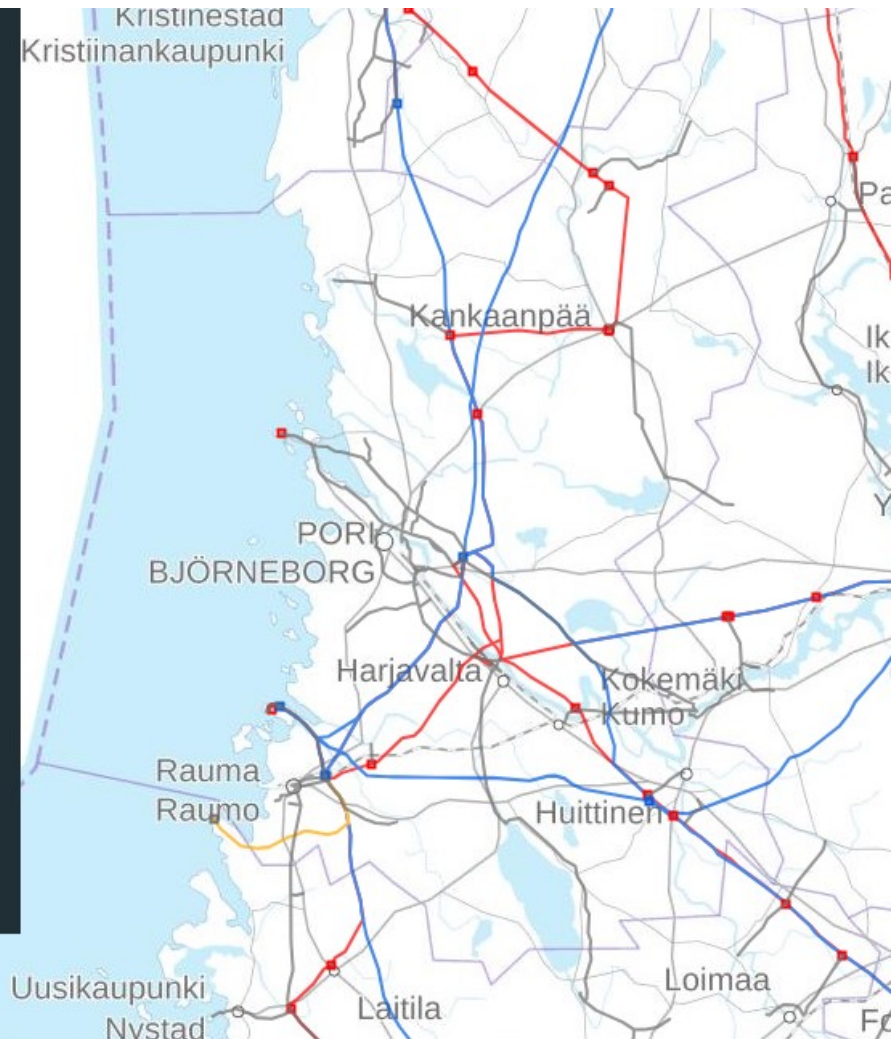 Kristinestad
Kristiinankaupunki
Pa
Kankaanpää
Ik
Ik
Y
PORI
BJÖRNEBORG
Harjavalta
Kokemäki
Kumo
Rauma
Raumo
Huittinen
Loimaa
Uusikaupunki
Nystad
Laitila
Fo